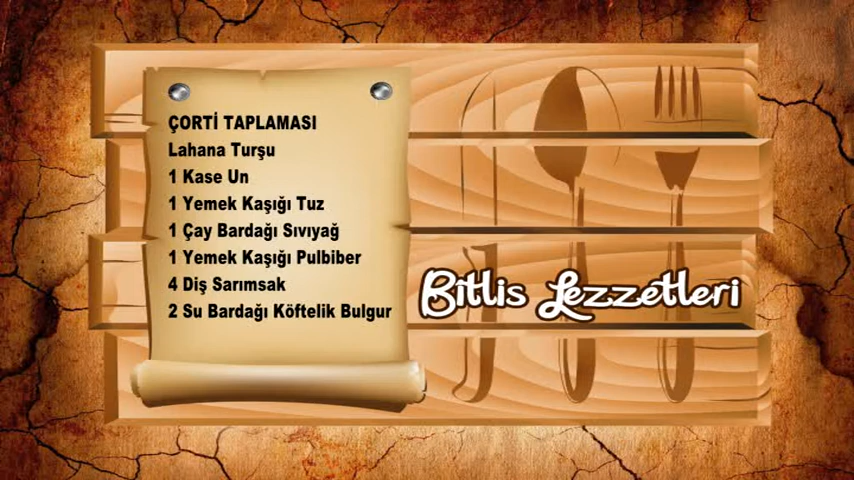 ÇORTİ TAPLAMASI
Lahana Turşu
1 Kase Un
1 Yemek Kaşığı Tuz
1 Çay Bardağı Sıvıyağ
1 Yemek Kaşığı Pulbiber
4 Diş Sarımsak
2 Su Bardağı Köftelik Bulgur
Bitlis Lezzetleri